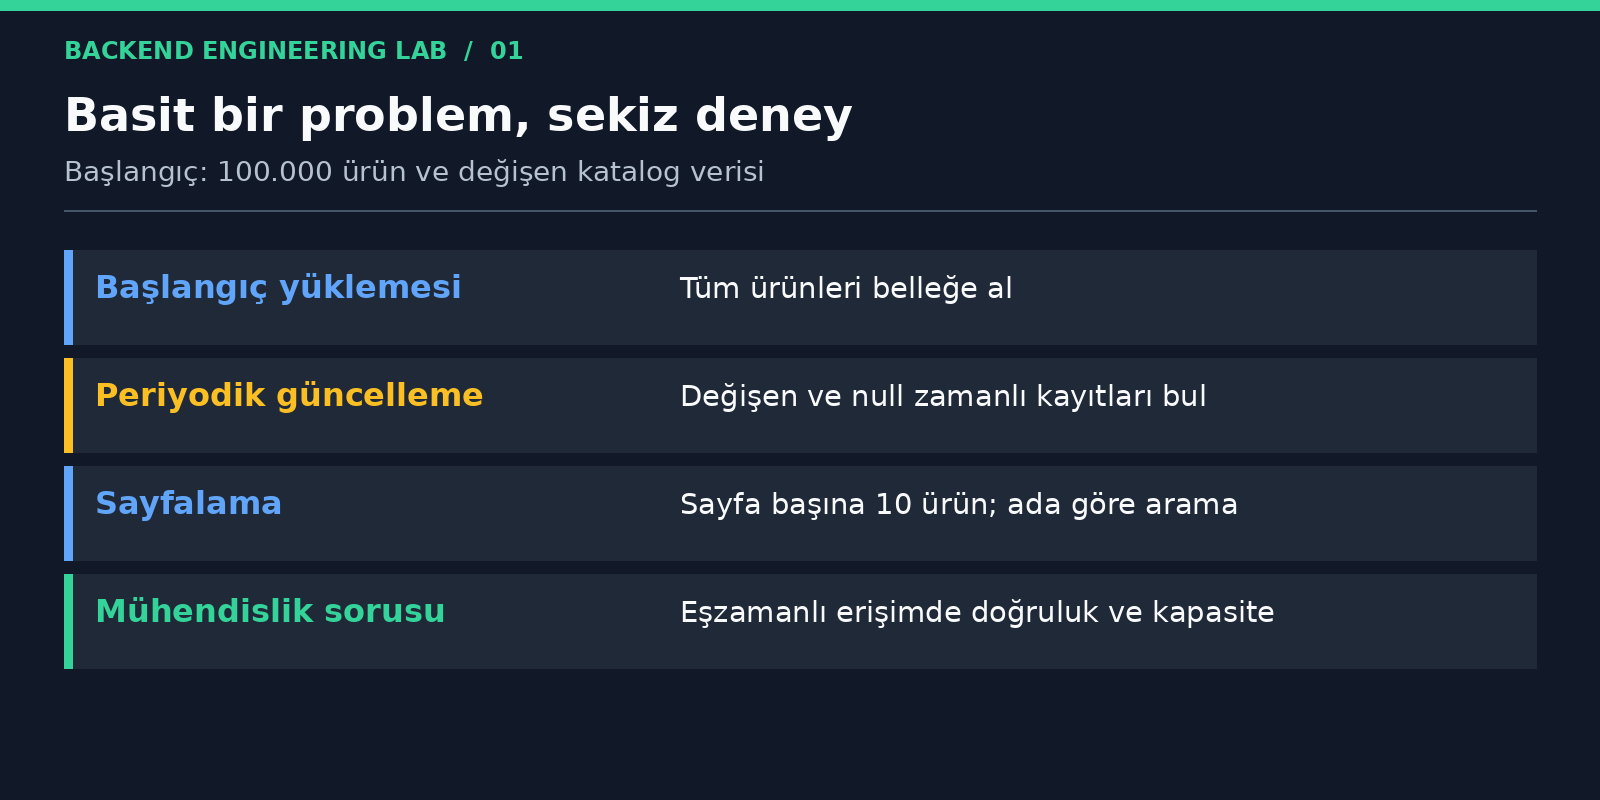 BACKEND ENGINEERING LAB / 01
Basit bir problem, sekiz deney
Başlangıç: 100.000 ürün ve değişen katalog verisi
Başlangıç yüklemesi
Tüm ürünleri belleğe al
Periyodik güncelleme
Değişen ve null zamanlı kayıtları bul
Sayfalama
Sayfa başına 10 ürün; ada göre arama
Mühendislik sorusu
Eşzamanlı erişimde doğruluk ve kapasite